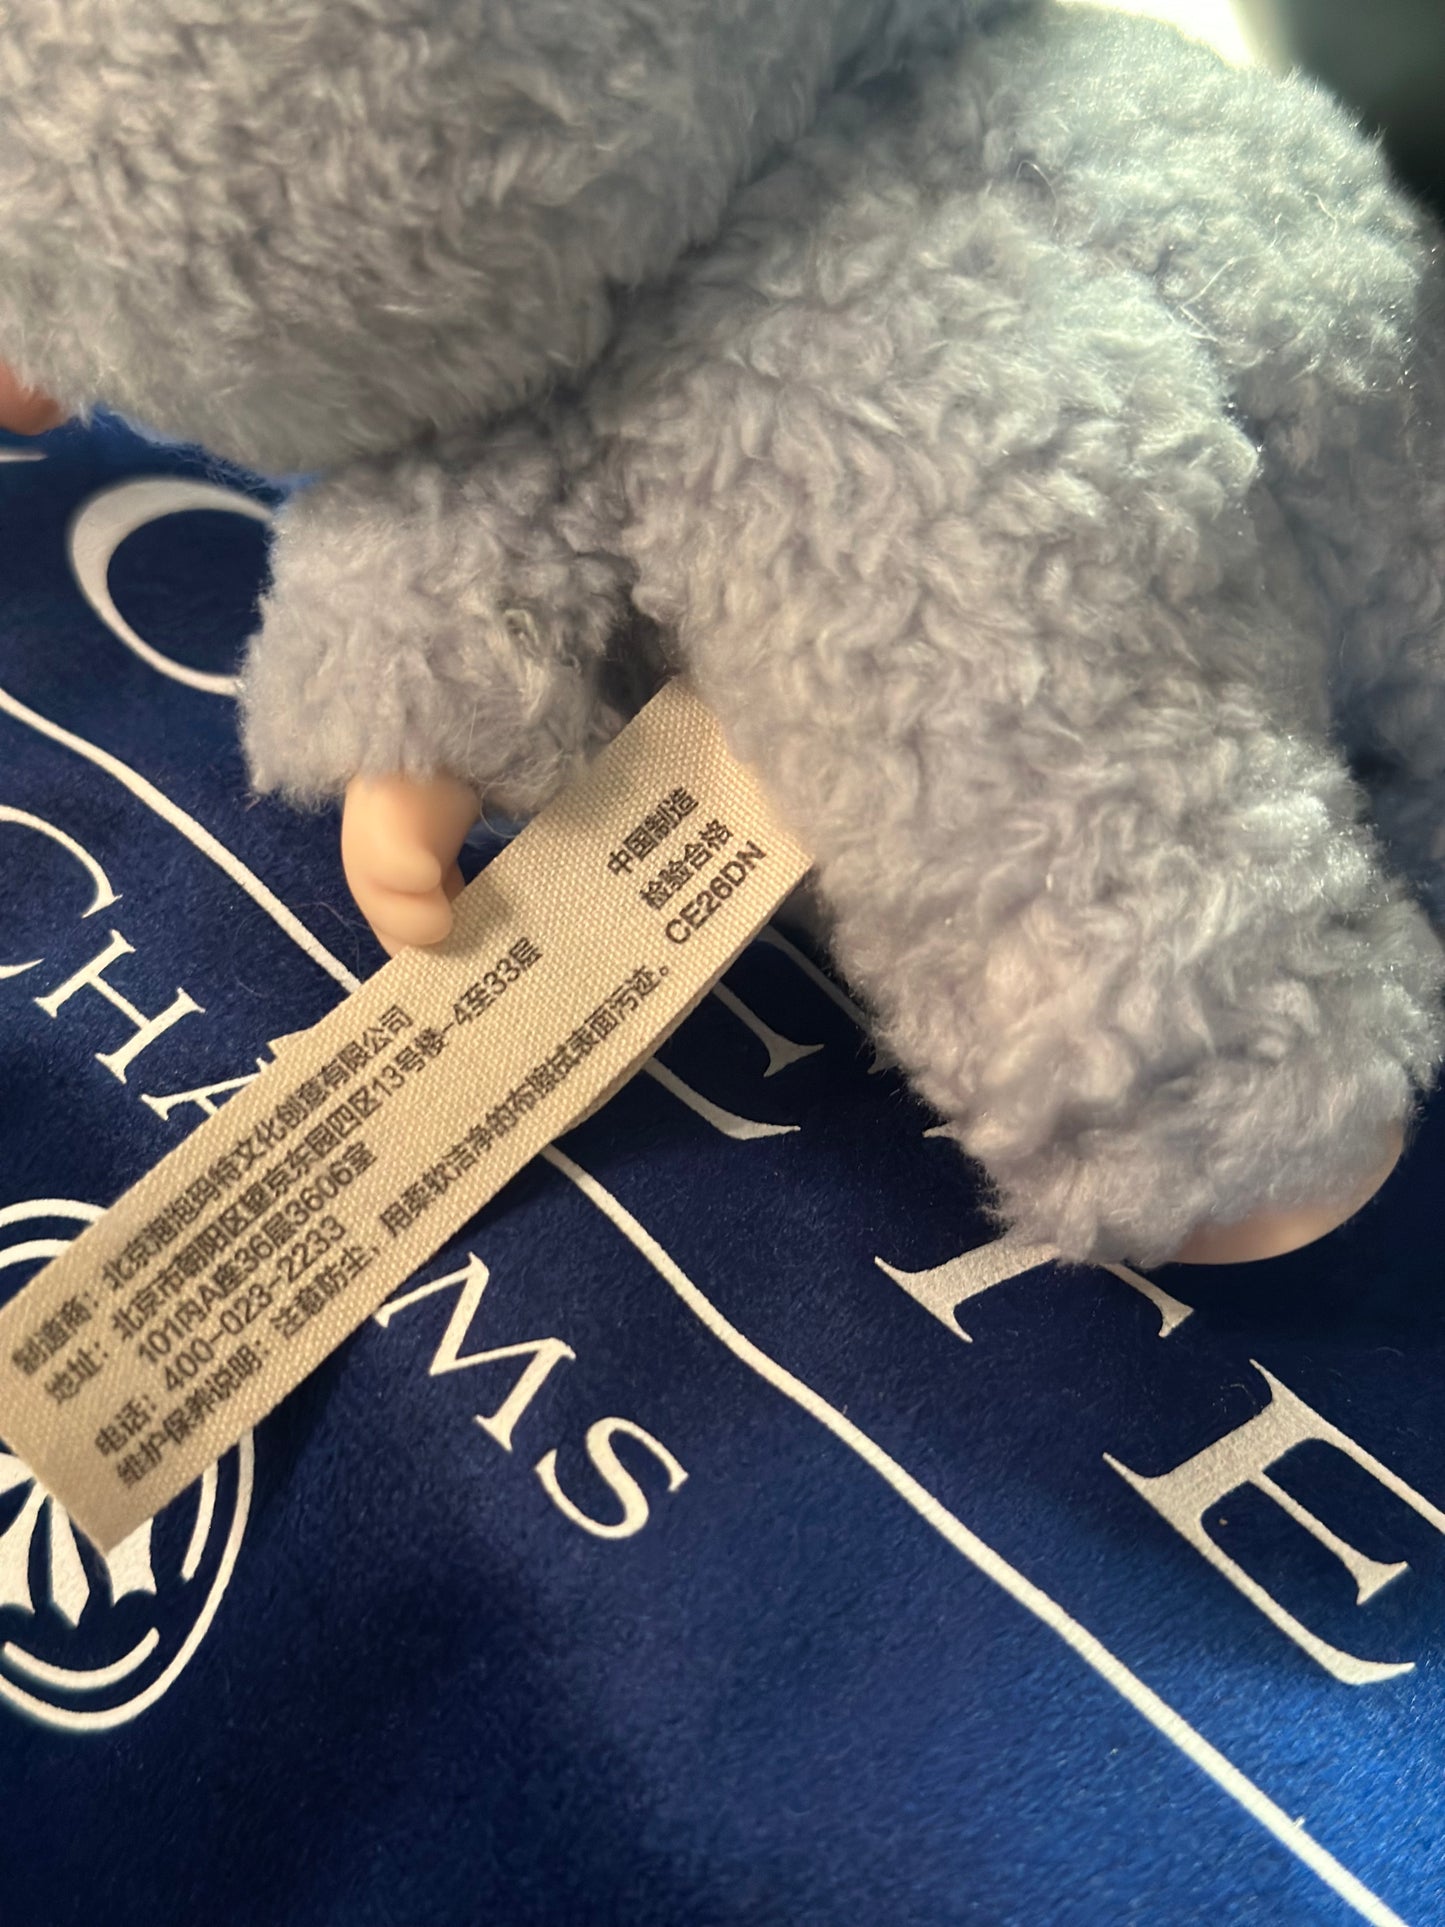 中国制造
检验合格
CE26DN
制造商：北京泡泡玛特文化创意有限公司
地址：北京市朝阳区望京东园四区13号楼-4至33层
101内A座36层3606室
电话：400-023-2233
维护保养说明：注意防尘，用柔软洁净的布擦拭表面污迹。
CHA
MS